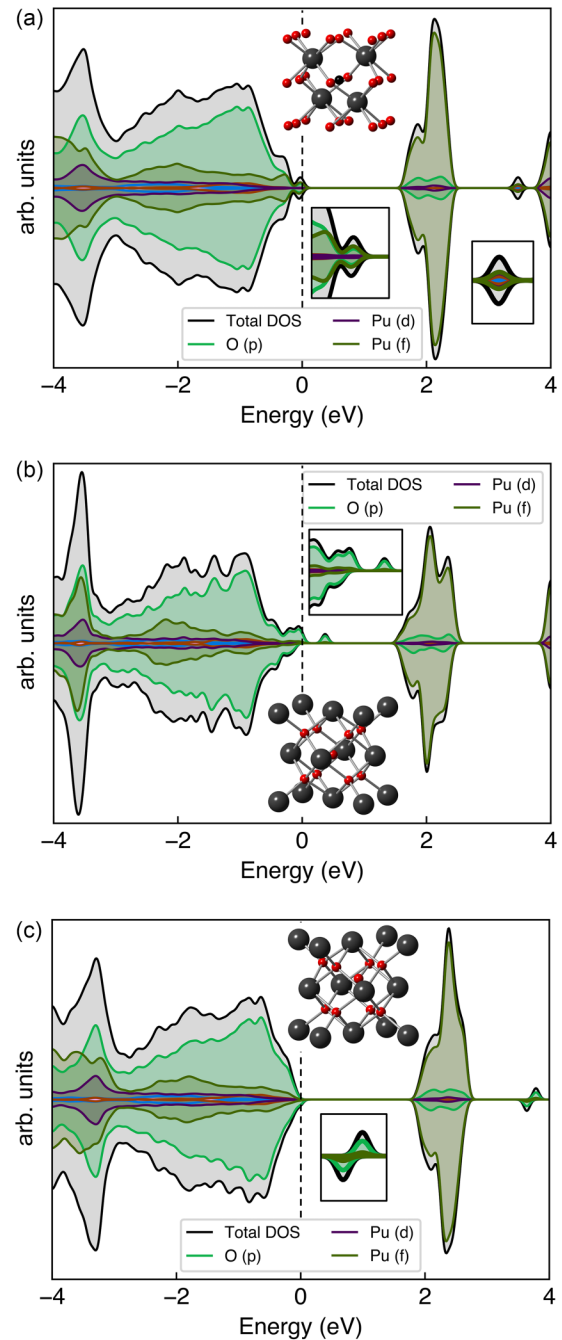 (a)
arb. units
Total DOS
Pu (d)
O (p)
Pu (f)
−4
−2
0
2
4
Energy (eV)
(b)
arb. units
Total DOS
Pu (d)
O (p)
Pu (f)
−4
−2
0
2
4
Energy (eV)
(c)
arb. units
Total DOS
Pu (d)
O (p)
Pu (f)
−4
−2
0
2
4
Energy (eV)